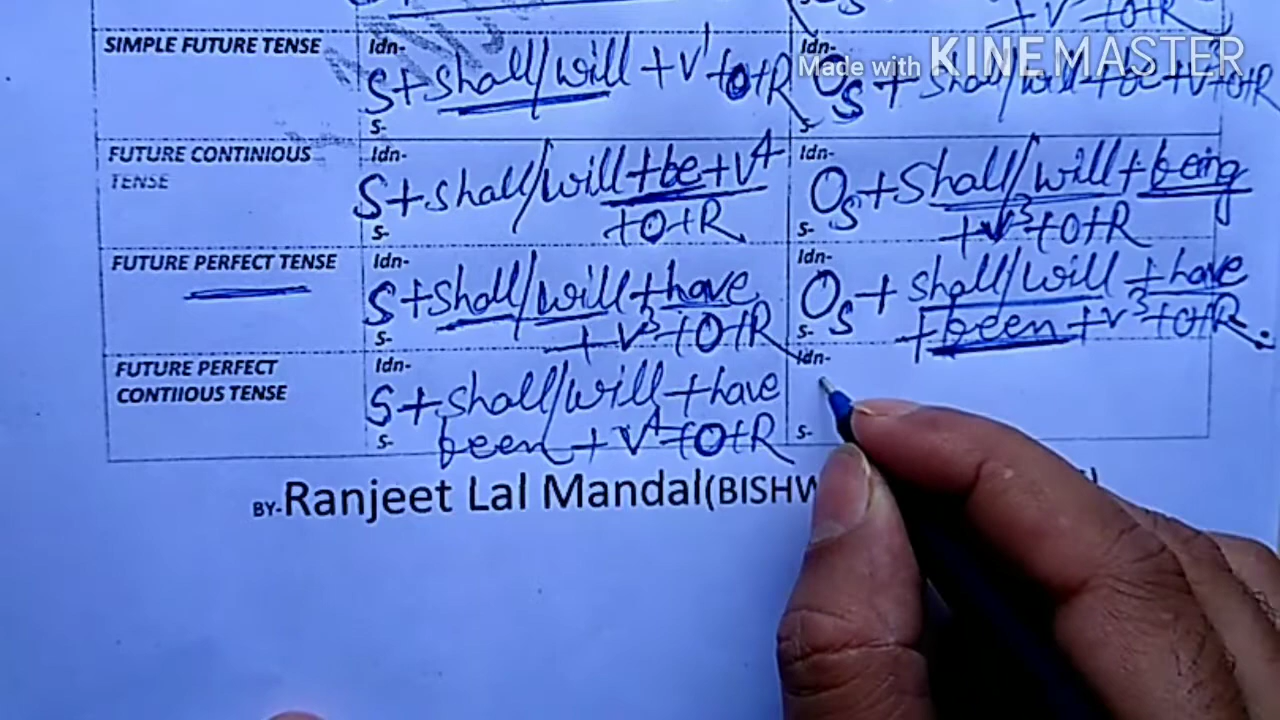 +V +O+R
SIMPLE FUTURE TENSE
Idn-
S+shall/will +V¹+O+R
S-
Idn-
Os + shall/will+be+V³+O+R
S-
Made with KINEMASTER
FUTURE CONTINIOUS
TENSE
Idn-
S+shall/will+be+V⁴
+O+R
S-
Idn-
Os+shall/will+being
+V³+O+R
S-
FUTURE PERFECT TENSE
Idn-
S+shall/will+have
+V³+O+R
S-
Idn-
Os+shall/will+have
+been+V³+O+R.
S-
FUTURE PERFECT
CONTIIOUS TENSE
Idn-
S+shall/will+have
been+V⁴+O+R
S-
Idn-
S-
BY-Ranjeet Lal Mandal(BISHW